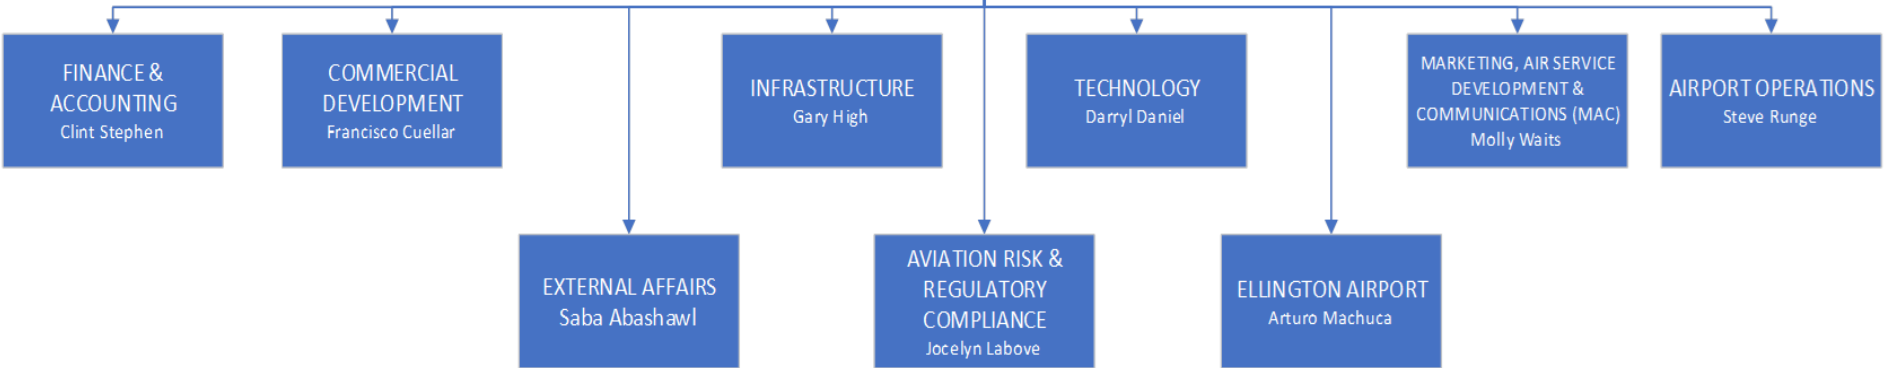 FINANCE &
ACCOUNTING
Clint Stephen
COMMERCIAL
DEVELOPMENT
Francisco Cuellar
INFRASTRUCTURE
Gary High
TECHNOLOGY
Darryl Daniel
MARKETING, AIR SERVICE
DEVELOPMENT &
COMMUNICATIONS (MAC)
Molly Waits
AIRPORT OPERATIONS
Steve Runge
EXTERNAL AFFAIRS
Saba Abashawl
AVIATION RISK &
REGULATORY
COMPLIANCE
Jocelyn Labove
ELLINGTON AIRPORT
Arturo Machuca